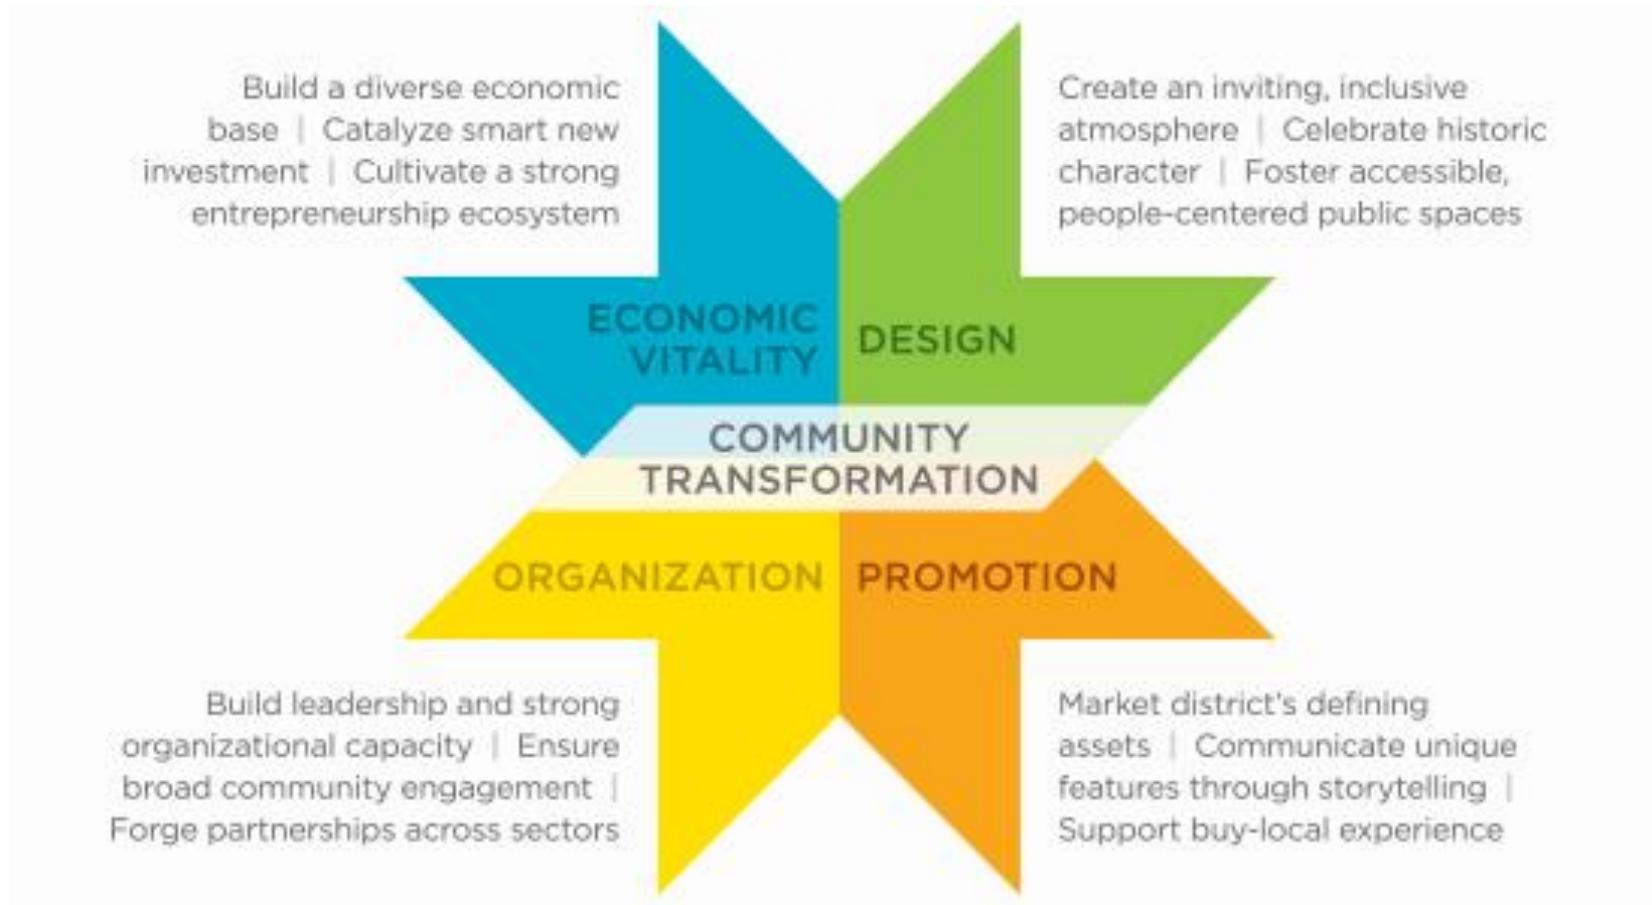 Build a diverse economic
base | Catalyze smart new
investment | Cultivate a strong
entrepreneurship ecosystem
Create an inviting, inclusive
atmosphere | Celebrate historic
character | Foster accessible,
people-centered public spaces
ECONOMIC
VITALITY
DESIGN
COMMUNITY
TRANSFORMATION
ORGANIZATION
PROMOTION
Build leadership and strong
organizational capacity | Ensure
broad community engagement |
Forge partnerships across sectors
Market district's defining
assets | Communicate unique
features through storytelling |
Support buy-local experience